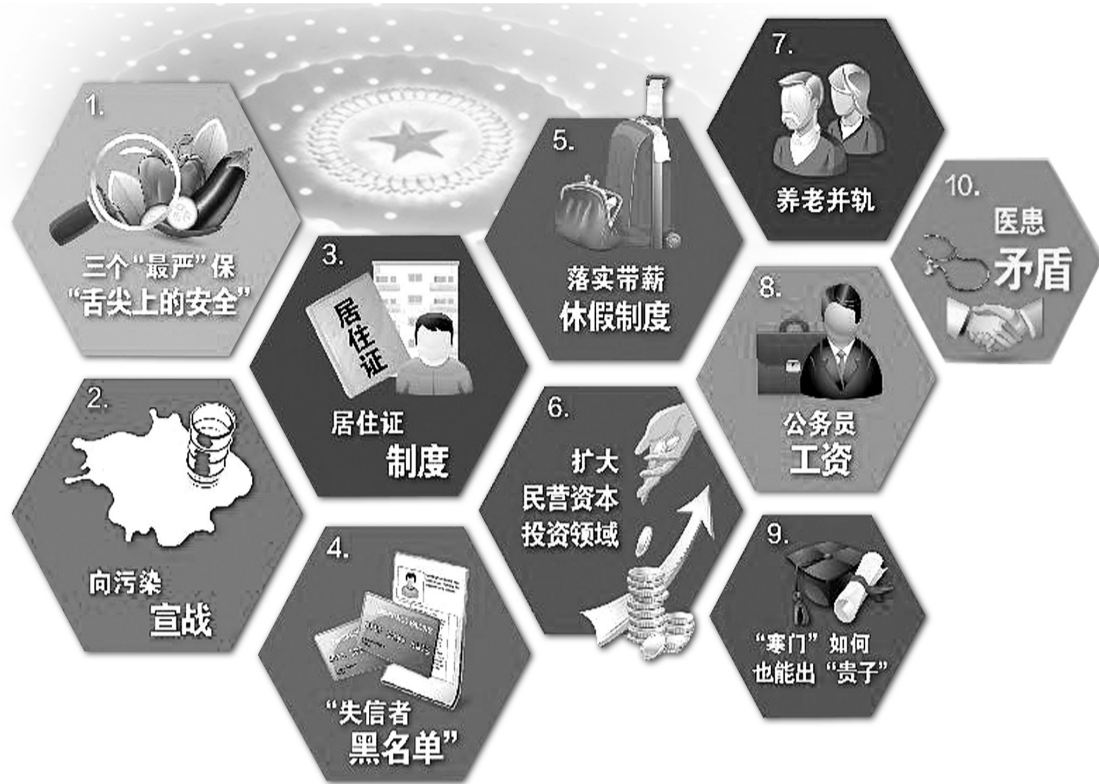 1.
三个“最严”保
“舌尖上的安全”
2.
向污染
宣战
3.
居住证
居住证
制度
4.
“失信者
黑名单”
5.
落实带薪
休假制度
6.
扩大
民营资本
投资领域
7.
养老并轨
8.
公务员
工资
9.
“寒门”如何
也能出“贵子”
10.
医患
矛盾